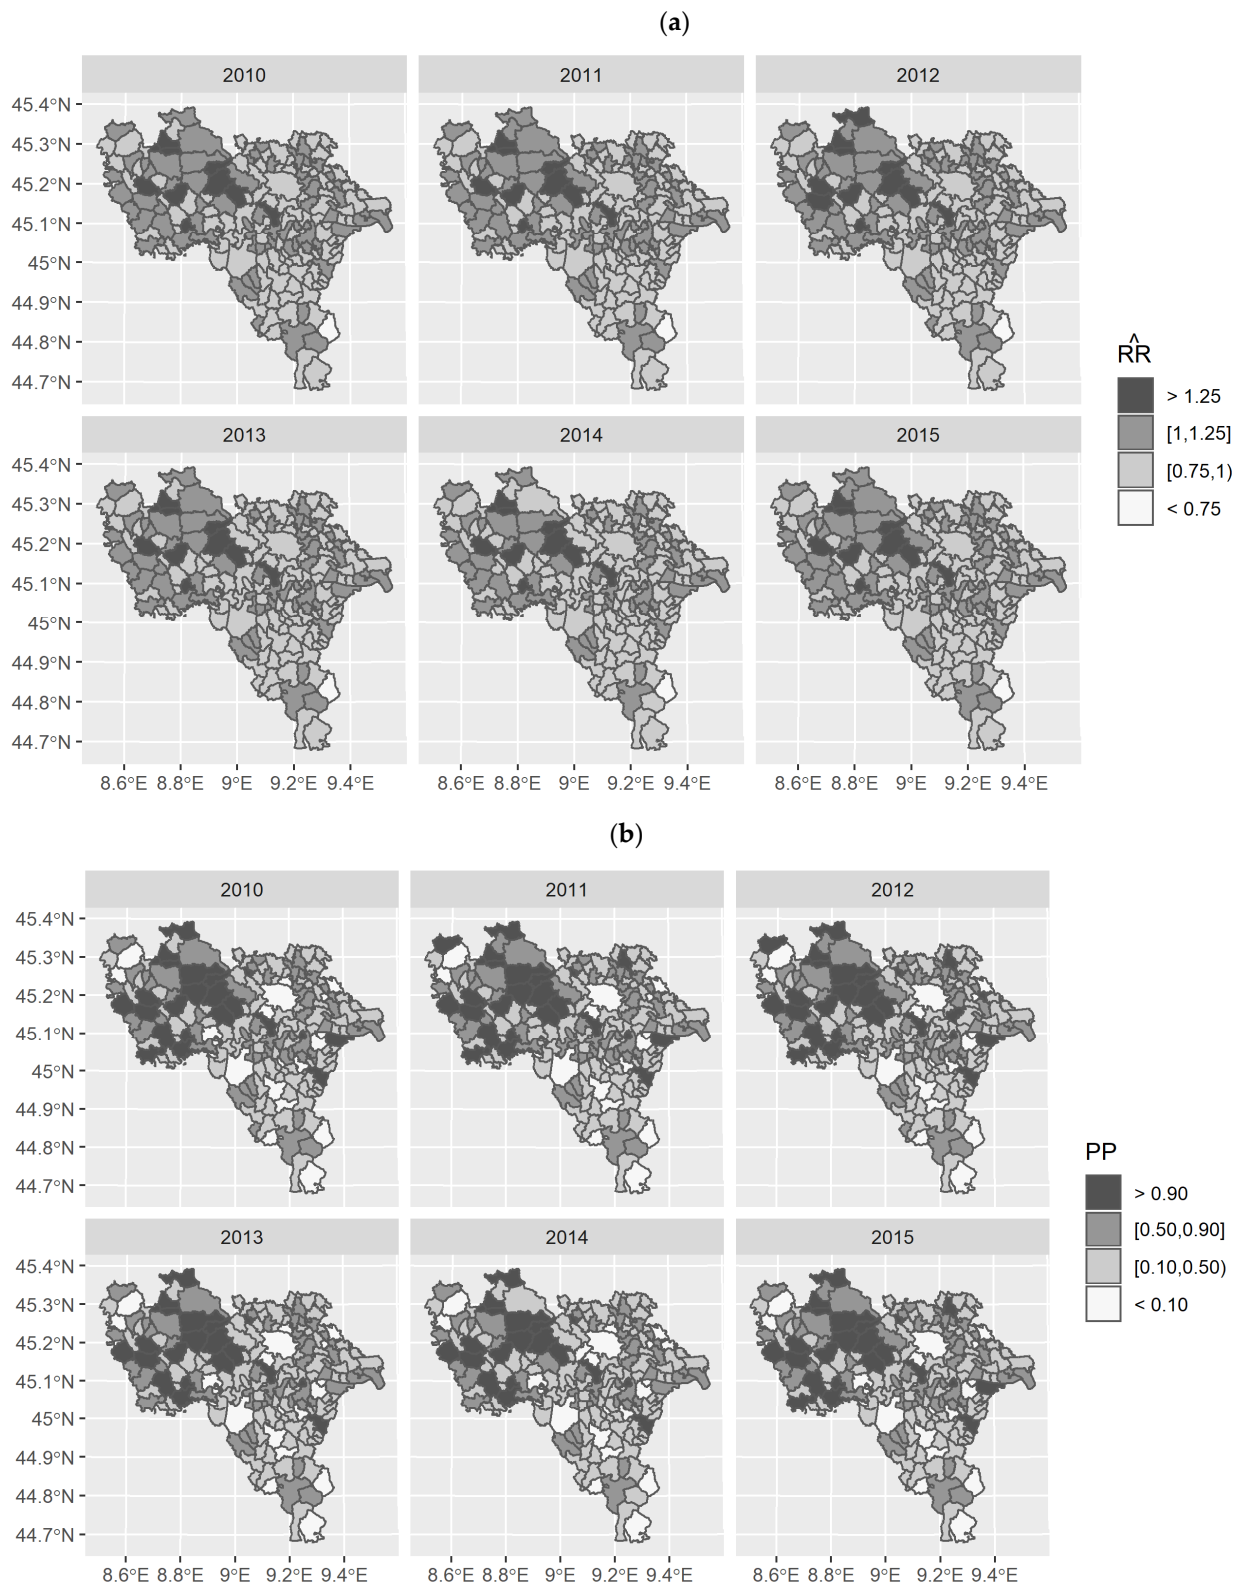 (a)
2010 2011 2012
45.4°N
45.3°N
45.2°N
45.1°N
45°N
44.9°N
44.8°N
44.7°N
2013 2014 2015
45.4°N
45.3°N
45.2°N
45.1°N
45°N
44.9°N
44.8°N
44.7°N
8.6°E 8.8°E 9°E 9.2°E 9.4°E 8.6°E 8.8°E 9°E 9.2°E 9.4°E 8.6°E 8.8°E 9°E 9.2°E 9.4°E
^
RR
> 1.25
[1,1.25]
[0.75,1)
< 0.75
(b)
2010 2011 2012
45.4°N
45.3°N
45.2°N
45.1°N
45°N
44.9°N
44.8°N
44.7°N
2013 2014 2015
45.4°N
45.3°N
45.2°N
45.1°N
45°N
44.9°N
44.8°N
44.7°N
8.6°E 8.8°E 9°E 9.2°E 9.4°E 8.6°E 8.8°E 9°E 9.2°E 9.4°E 8.6°E 8.8°E 9°E 9.2°E 9.4°E
PP
> 0.90
[0.50,0.90]
[0.10,0.50)
< 0.10